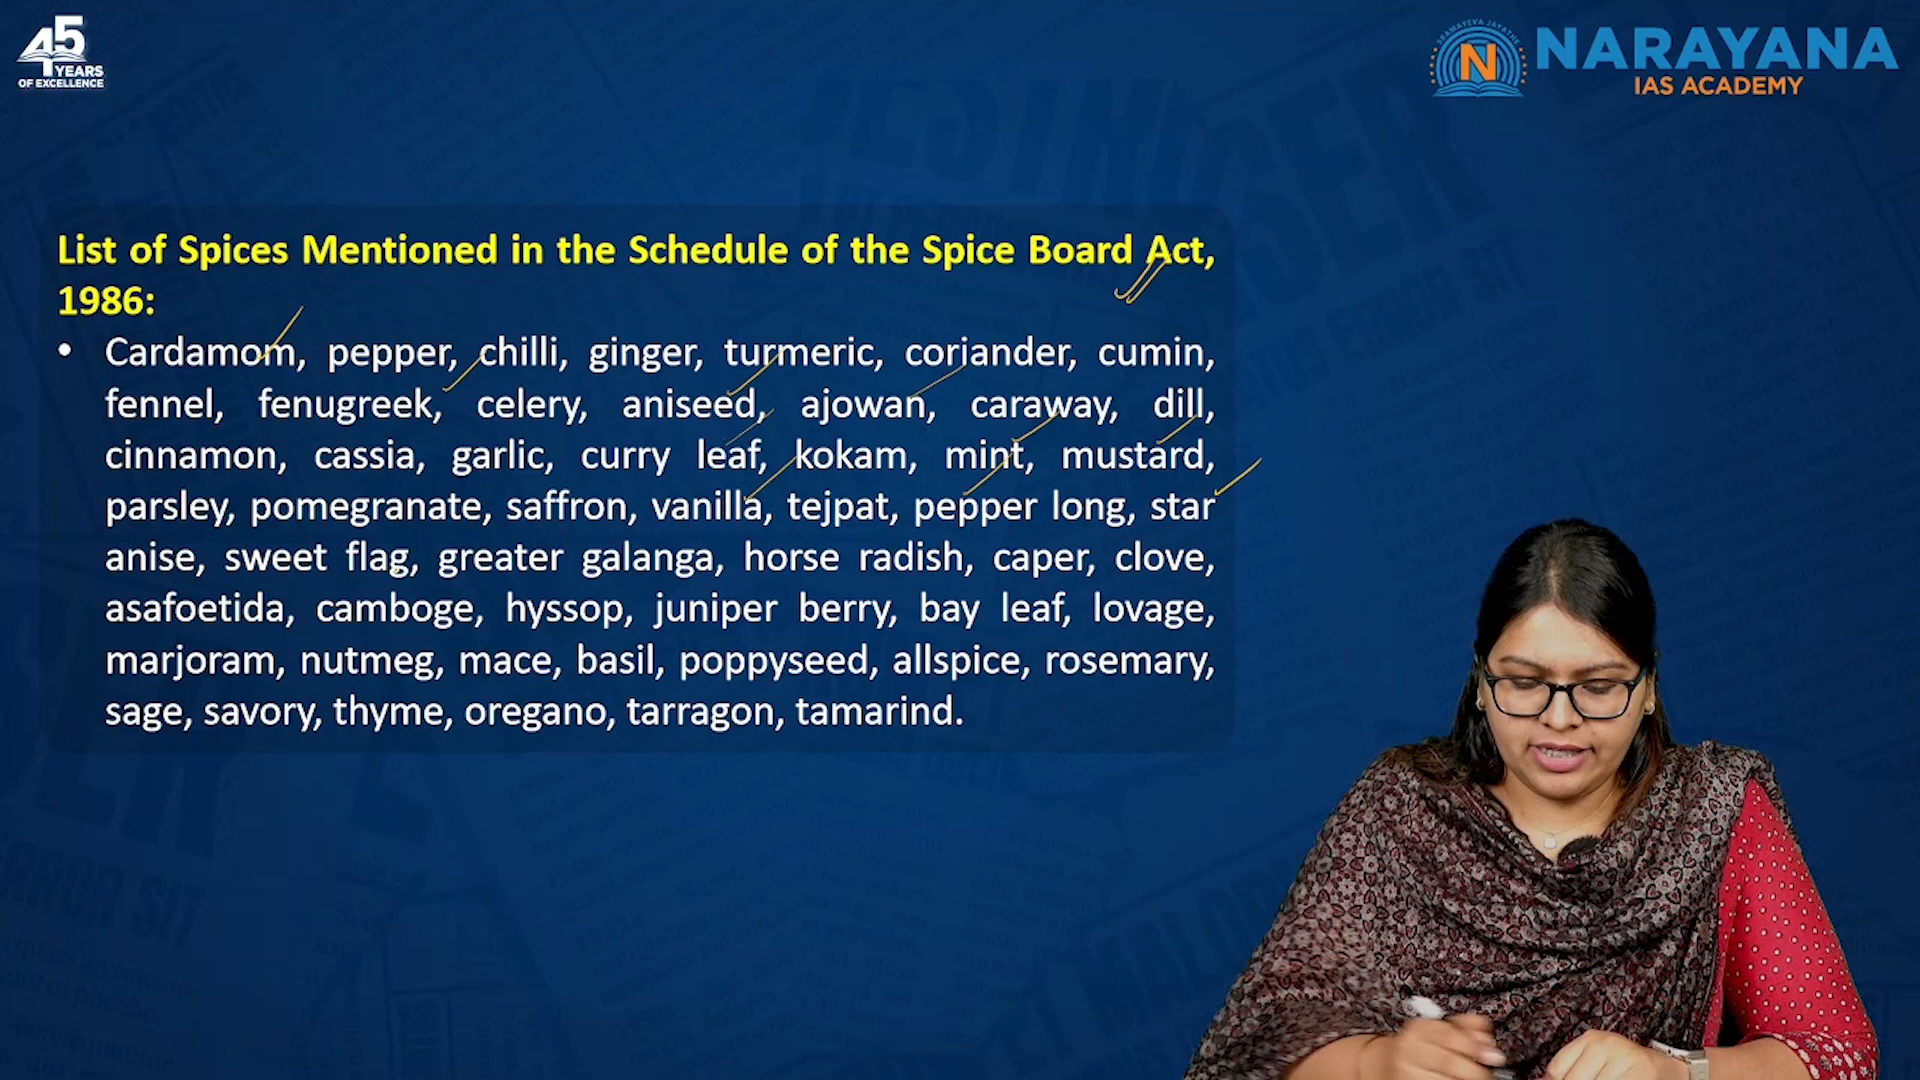 45
YEARS
OF EXCELLENCE
NARAYANA
IAS ACADEMY
List of Spices Mentioned in the Schedule of the Spice Board Act,
1986:
• Cardamom, pepper, chilli, ginger, turmeric, coriander, cumin,
fennel, fenugreek, celery, aniseed, ajowan, caraway, dill,
cinnamon, cassia, garlic, curry leaf, kokam, mint, mustard,
parsley, pomegranate, saffron, vanilla, tejpat, pepper long, star
anise, sweet flag, greater galanga, horse radish, caper, clove,
asafoetida, camboge, hyssop, juniper berry, bay leaf, lovage,
marjoram, nutmeg, mace, basil, poppyseed, allspice, rosemary,
sage, savory, thyme, oregano, tarragon, tamarind.